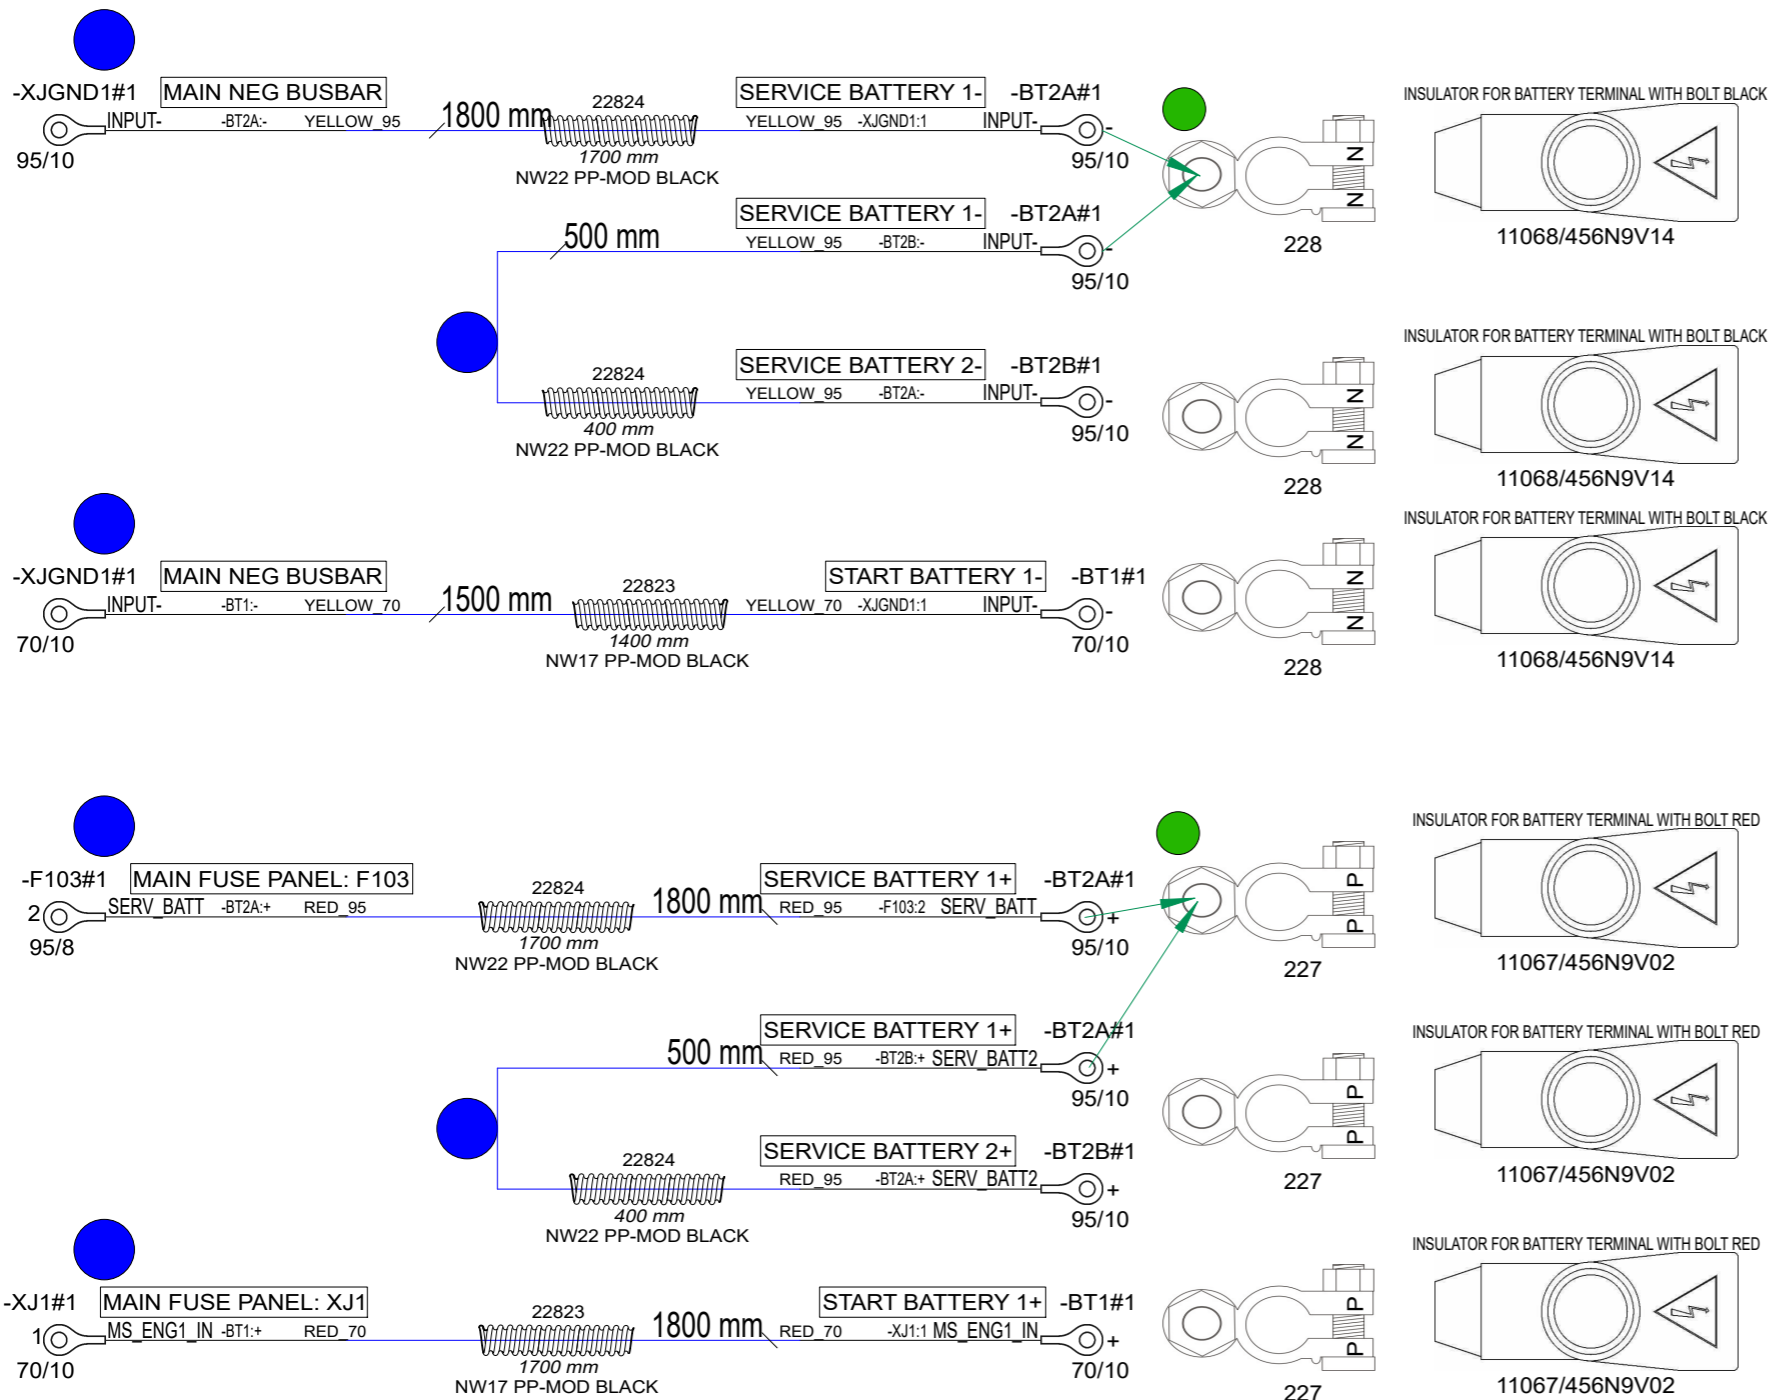 -XJGND1#1 MAIN NEG BUSBAR
INPUT- -BT2A:- YELLOW_95
95/10
1800 mm
22824
1700 mm
NW22 PP-MOD BLACK
SERVICE BATTERY 1- -BT2A#1
YELLOW_95 -XJGND1:1 INPUT- -
95/10
N
N
228
INSULATOR FOR BATTERY TERMINAL WITH BOLT BLACK
11068/456N9V14
500 mm
SERVICE BATTERY 1- -BT2A#1
YELLOW_95 -BT2B:- INPUT- -
95/10
22824
400 mm
NW22 PP-MOD BLACK
SERVICE BATTERY 2- -BT2B#1
YELLOW_95 -BT2A:- INPUT- -
95/10
N
N
228
INSULATOR FOR BATTERY TERMINAL WITH BOLT BLACK
11068/456N9V14
-XJGND1#1 MAIN NEG BUSBAR
INPUT- -BT1:- YELLOW_70
70/10
1500 mm
22823
1400 mm
NW17 PP-MOD BLACK
START BATTERY 1- -BT1#1
YELLOW_70 -XJGND1:1 INPUT- -
70/10
N
N
228
INSULATOR FOR BATTERY TERMINAL WITH BOLT BLACK
11068/456N9V14
-F103#1 MAIN FUSE PANEL: F103
2 SERV_BATT -BT2A:+ RED_95
95/8
22824
1700 mm
NW22 PP-MOD BLACK
1800 mm
SERVICE BATTERY 1+ -BT2A#1
RED_95 -F103:2 SERV_BATT +
95/10
P
P
227
INSULATOR FOR BATTERY TERMINAL WITH BOLT RED
11067/456N9V02
500 mm
SERVICE BATTERY 1+ -BT2A#1
RED_95 -BT2B:+ SERV_BATT2 +
95/10
P
P
227
INSULATOR FOR BATTERY TERMINAL WITH BOLT RED
11067/456N9V02
22824
400 mm
NW22 PP-MOD BLACK
SERVICE BATTERY 2+ -BT2B#1
RED_95 -BT2A:+ SERV_BATT2 +
95/10
-XJ1#1 MAIN FUSE PANEL: XJ1
1 MS_ENG1_IN -BT1:+ RED_70
70/10
22823
1700 mm
NW17 PP-MOD BLACK
1800 mm
START BATTERY 1+ -BT1#1
RED_70 -XJ1:1 MS_ENG1_IN +
70/10
P
P
227
INSULATOR FOR BATTERY TERMINAL WITH BOLT RED
11067/456N9V02